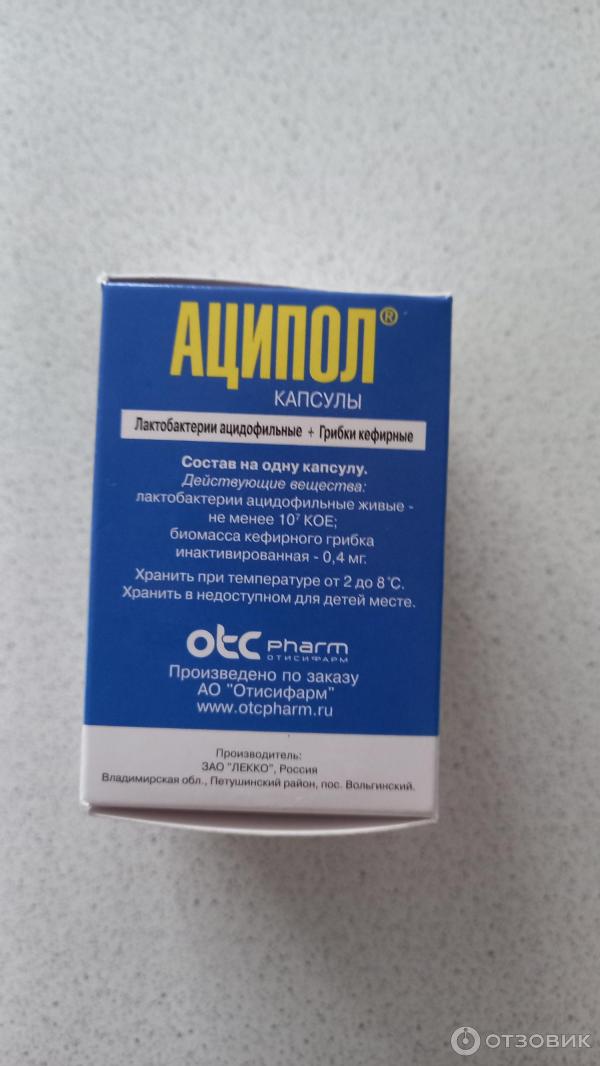 АЦИПОЛ®
КАПСУЛЫ
Лактобактерии ацидофильные + Грибки кефирные
Состав на одну капсулу.
Действующие вещества:
лактобактерии ацидофильные живые -
не менее 10⁷ КОЕ;
биомасса кефирного грибка
инактивированная - 0,4 мг.
Хранить при температуре от 2 до 8°С.
Хранить в недоступном для детей месте.
otc pharm
ОТИСИФАРМ
Произведено по заказу
АО "Отисифарм"
www.otcpharm.ru
Производитель:
ЗАО "ЛЕККО", Россия
Владимирская обл., Петушинский район, пос. Вольгинский.
ОТЗОВИК